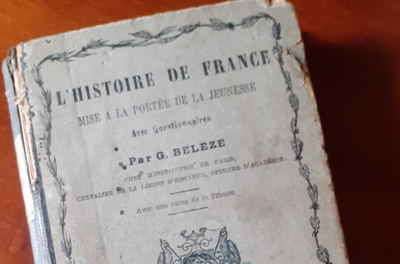 L'HISTOIRE DE FRANCE
MISE A LA PORTÉE DE LA JEUNESSE
Avec Questionnaires
Par G. BELEZE
CHEF D'INSTITUTION DE PARIS,
CHEVALIER DE LA LÉGION D'HONNEUR, OFFICIER D'ACADÉMIE.
Avec une carte de la France.